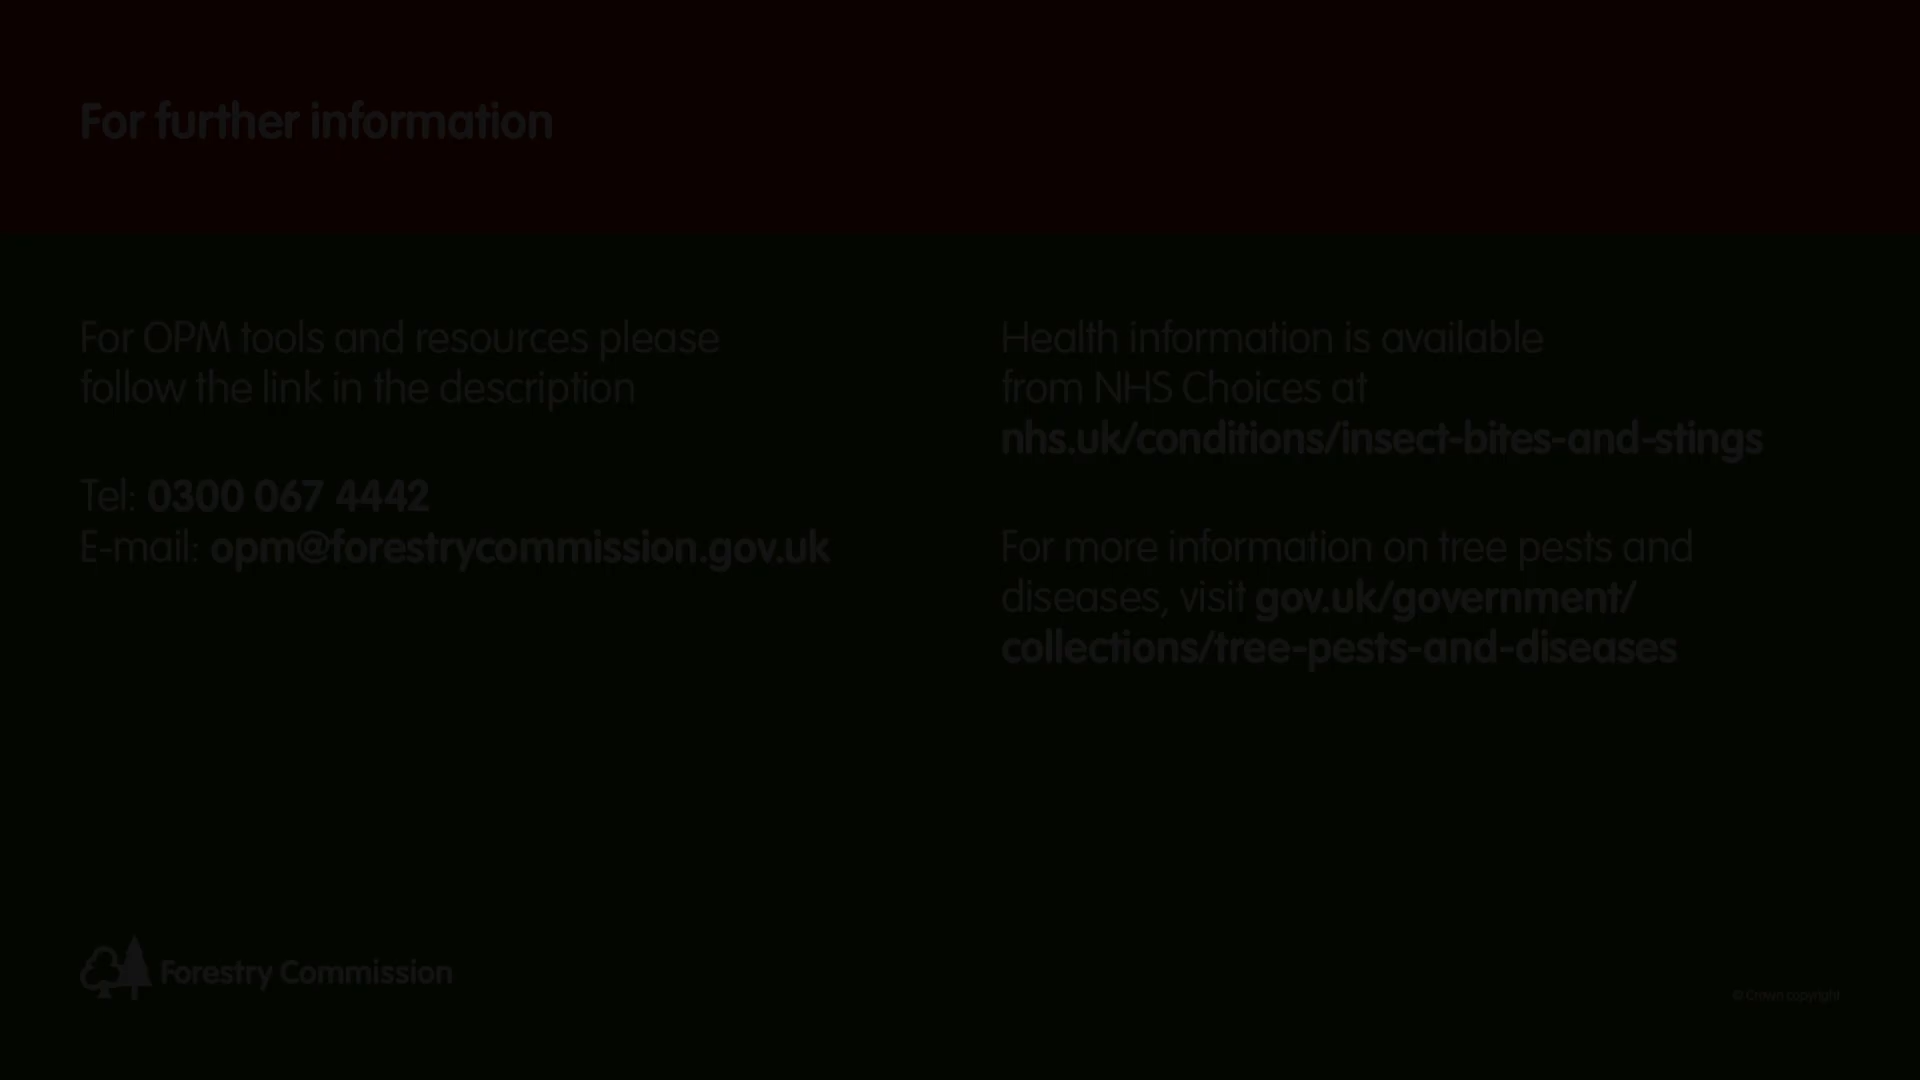 For further information
For OPM tools and resources please
follow the link in the description
Tel: 0300 067 4442
E-mail: opm@forestrycommission.gov.uk
Health information is available
from NHS Choices at
nhs.uk/conditions/insect-bites-and-stings
For more information on tree pests and
diseases, visit gov.uk/government/
collections/tree-pests-and-diseases
Forestry Commission
© Crown copyright